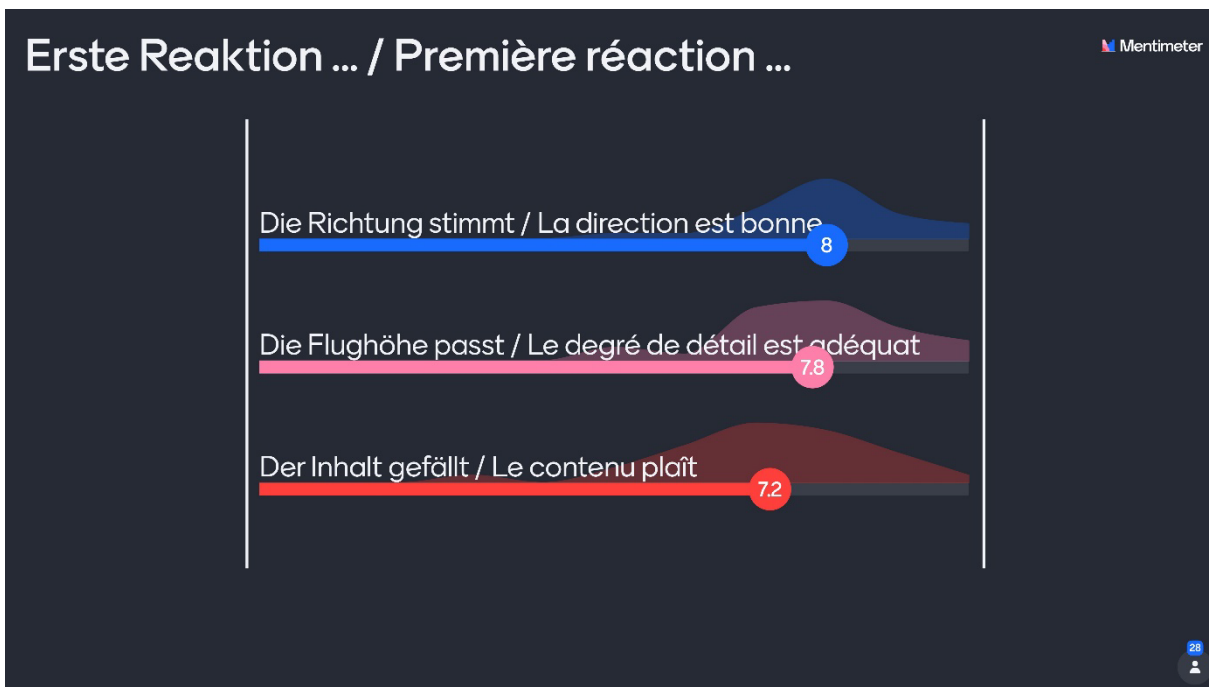 Erste Reaktion ... / Première réaction ...
Mentimeter
Die Richtung stimmt / La direction est bonne
8
Die Flughöhe passt / Le degré de détail est adéquat
7.8
Der Inhalt gefällt / Le contenu plaît
7.2
28